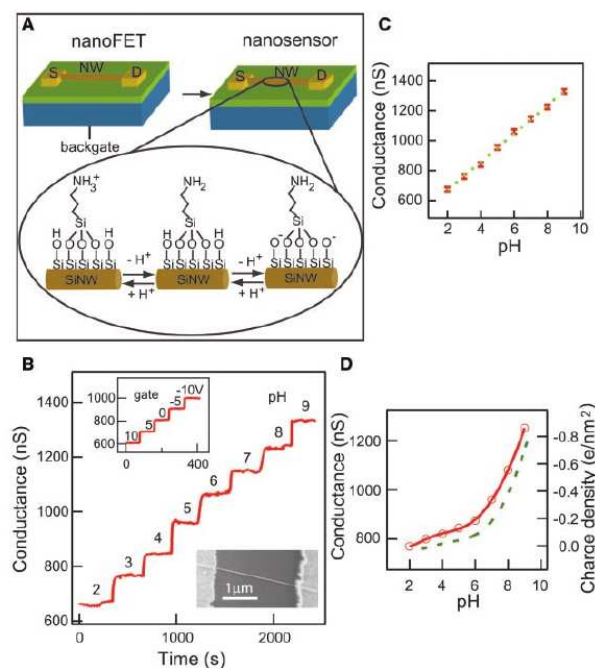 A
nanoFET
nanosensor
S NW D
S NW D
backgate
NH3+ NH2 NH2
Si Si Si
H H H H
O O O O O O O O O O O- O O O O-
Si Si Si Si Si Si Si Si Si Si Si Si Si Si Si
- H+ - H+
SiNW SiNW SiNW
+ H+ + H+
B
Conductance (nS)
1400
1200
1000
800
600
gate
-10V
-5
0
5
10
1000
800
600
0 200 400
pH
2
3
4
5
6
7
8
9
1μm
0 1000 2000
Time (s)
C
Conductance (nS)
1400
1200
1000
800
600
2 4 6 8 10
pH
D
Conductance (nS)
1200
1000
800
Charge density (e/nm2)
-0.8
-0.6
-0.4
-0.2
0.0
2 4 6 8 10
pH